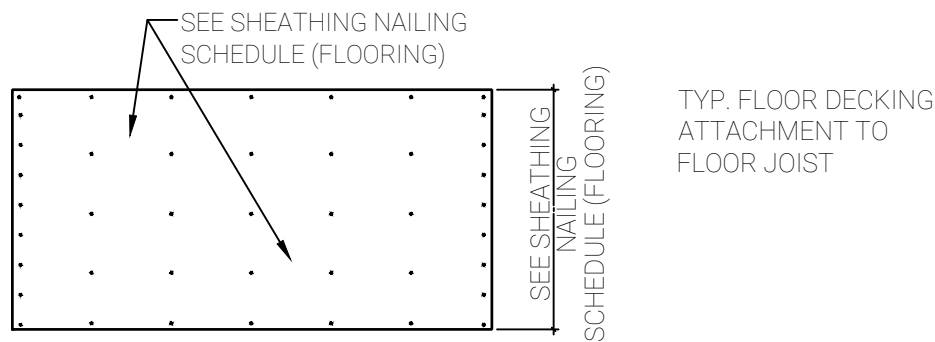 SEE SHEATHING NAILING
SCHEDULE (FLOORING)
SEE SHEATHING
NAILING
SCHEDULE (FLOORING)
TYP. FLOOR DECKING
ATTACHMENT TO
FLOOR JOIST